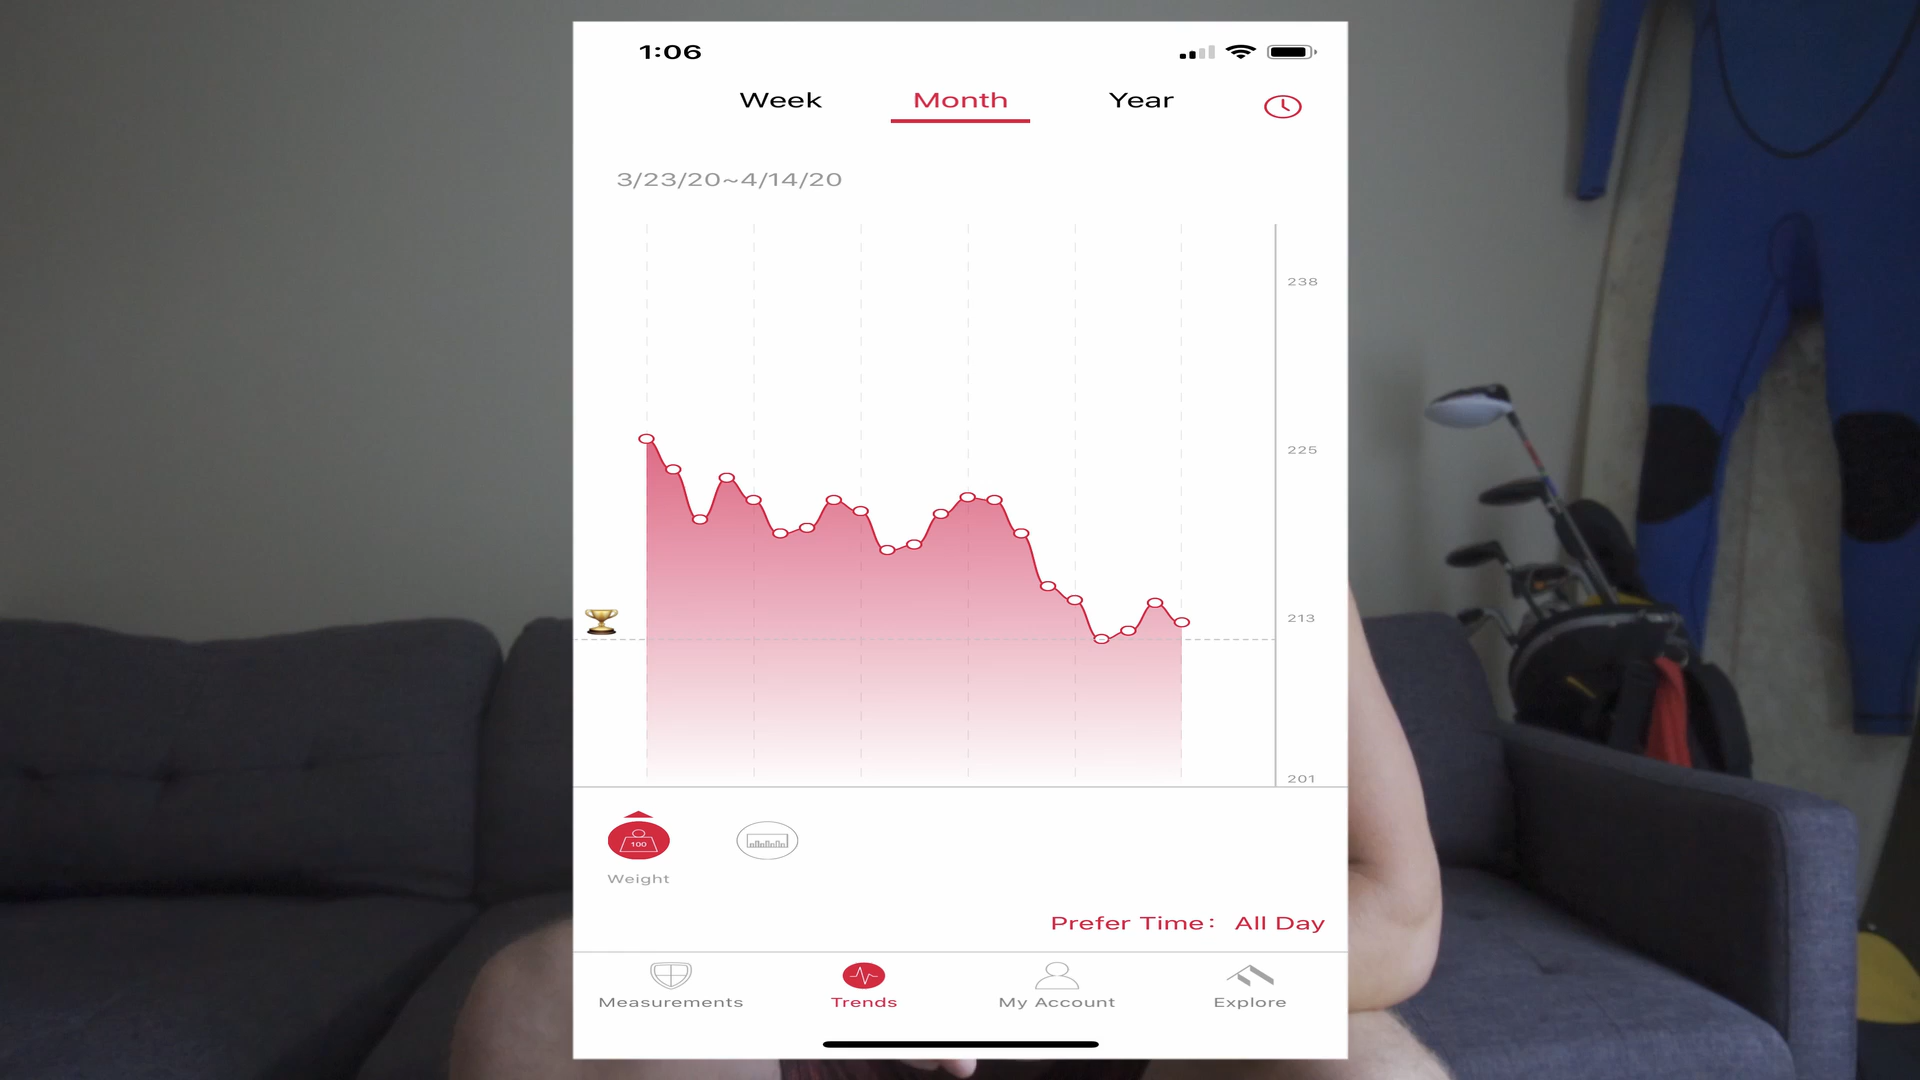 1:06
Week Month Year
3/23/20~4/14/20
238
225
213
201
100
Weight
Prefer Time: All Day
Measurements Trends My Account Explore